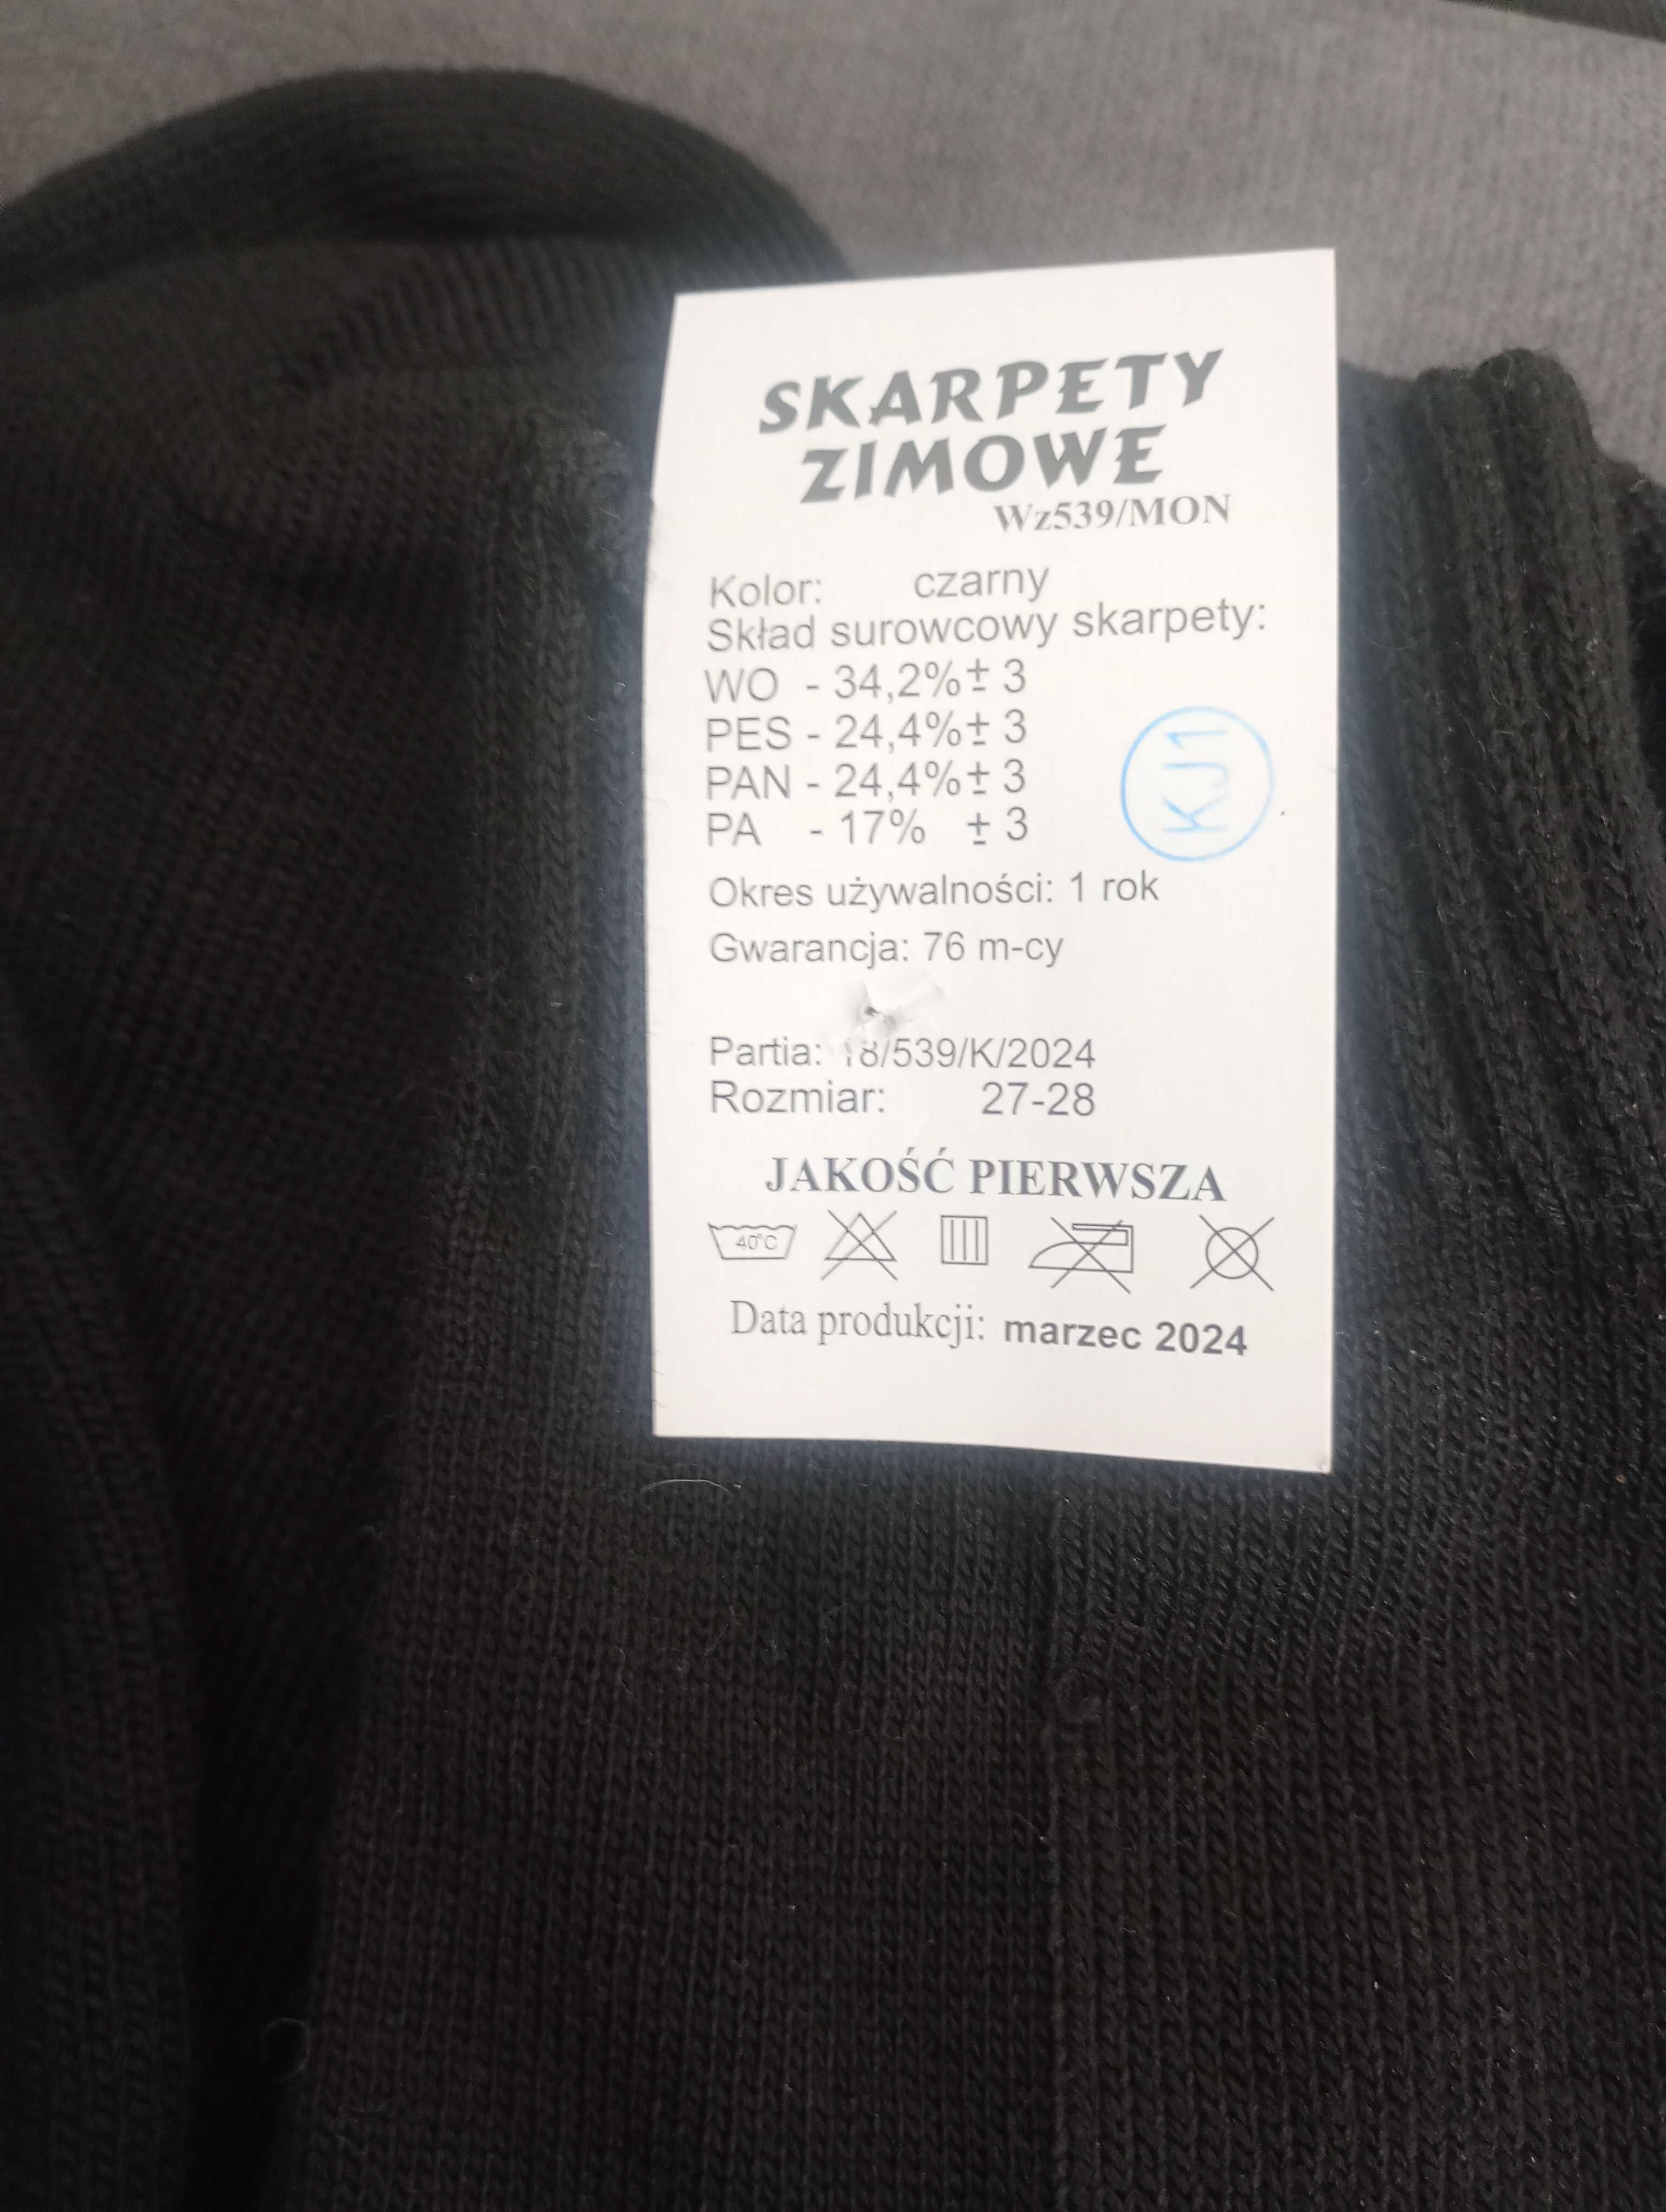 SKARPETY
ZIMOWE
Wz539/MON
Kolor: czarny
Skład surowcowy skarpety:
WO - 34,2% ± 3
PES - 24,4% ± 3
PAN - 24,4% ± 3
PA - 17% ± 3
KJ1
Okres używalności: 1 rok
Gwarancja: 76 m-cy
Partia: 18/539/K/2024
Rozmiar: 27-28
JAKOŚĆ PIERWSZA
40°C
Data produkcji: marzec 2024